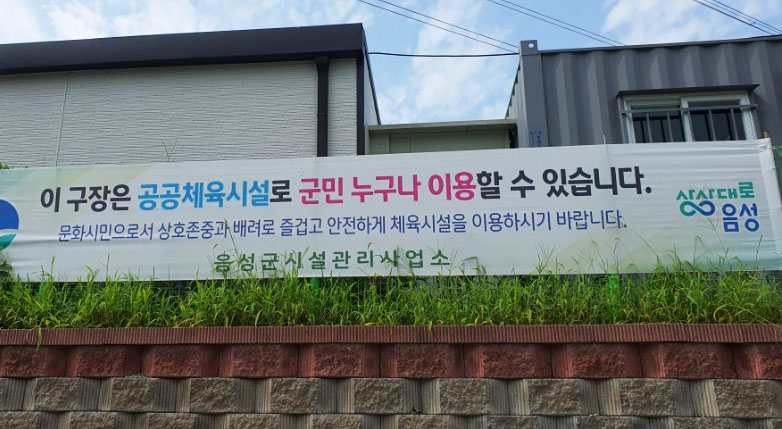 이 구장은 공공체육시설로 군민 누구나 이용할 수 있습니다.
문화시민으로서 상호존중과 배려로 즐겁고 안전하게 체육시설을 이용하시기 바랍니다.
음성군시설관리사업소
상상대로
음성